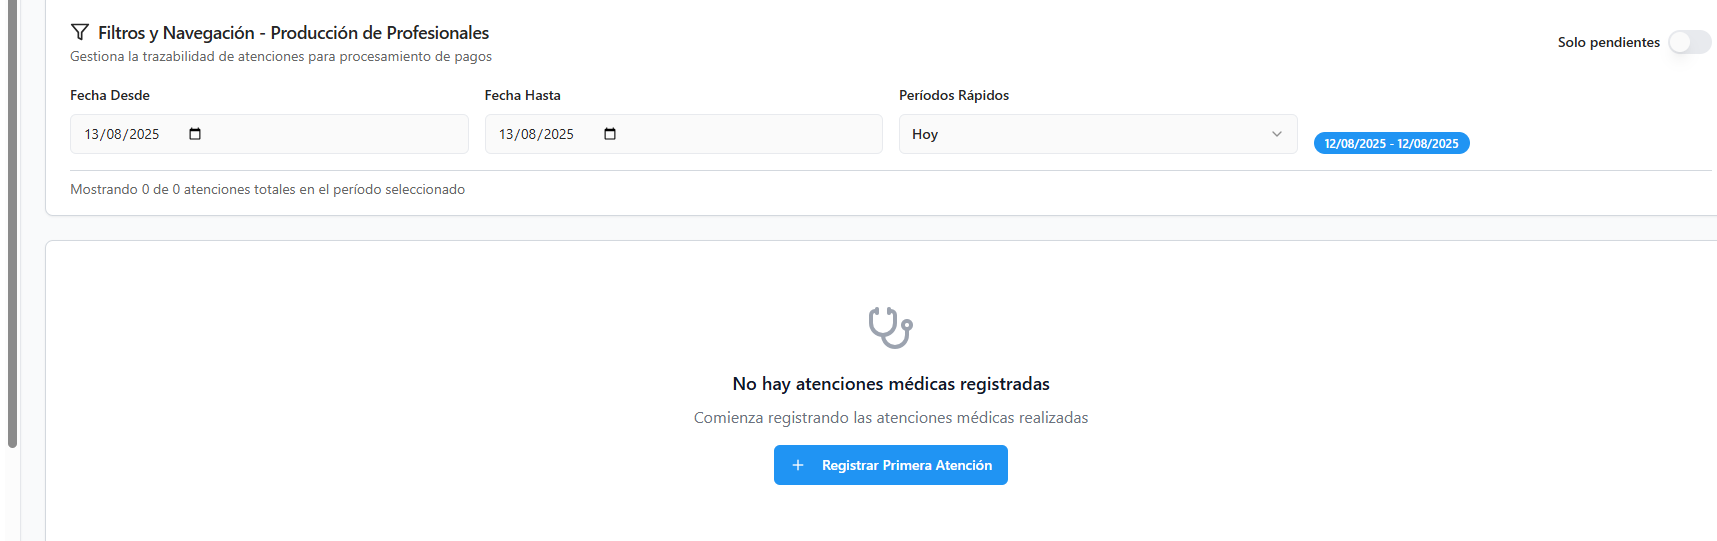 Filtros y Navegación - Producción de Profesionales
Gestiona la trazabilidad de atenciones para procesamiento de pagos
Solo pendientes
Fecha Desde
Fecha Hasta
Períodos Rápidos
13/08/2025
13/08/2025
Hoy
12/08/2025 - 12/08/2025
Mostrando 0 de 0 atenciones totales en el período seleccionado
No hay atenciones médicas registradas
Comienza registrando las atenciones médicas realizadas
+ Registrar Primera Atención